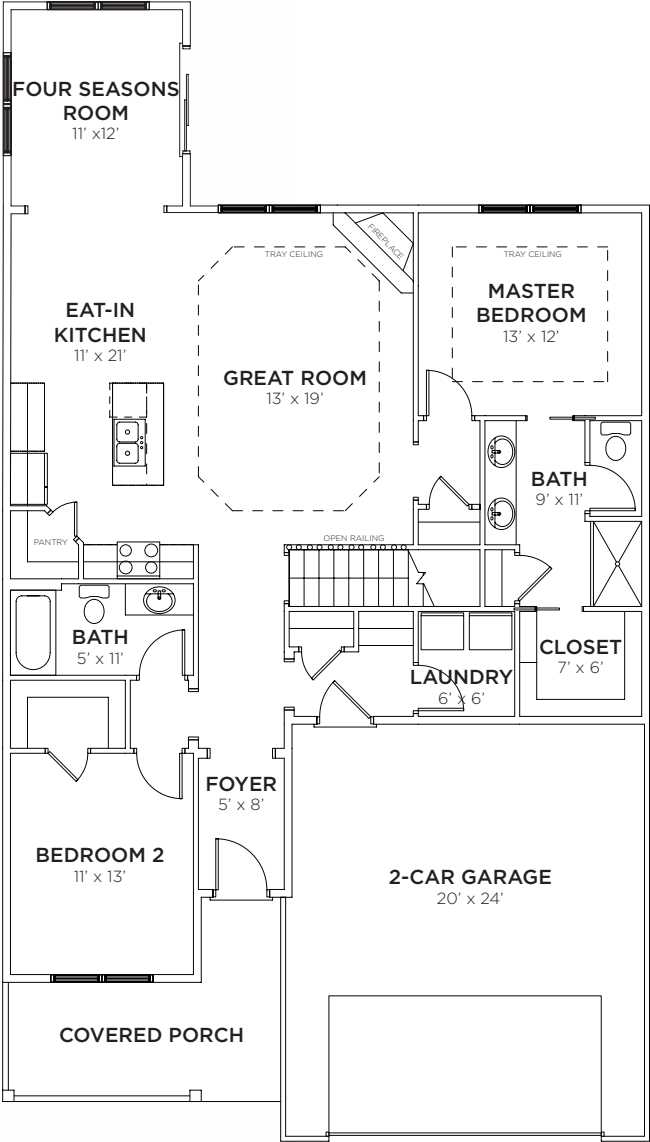 FOUR SEASONS
ROOM
11’ x12’
FIREPLACE
TRAY CEILING
TRAY CEILING
MASTER
BEDROOM
13’ x 12’
EAT-IN
KITCHEN
11’ x 21’
GREAT ROOM
13’ x 19’
BATH
9’ x 11’
PANTRY
OPEN RAILING
BATH
5’ x 11’
CLOSET
7’ x 6’
LAUNDRY
6’ x 6’
FOYER
5’ x 8’
BEDROOM 2
11’ x 13’
2-CAR GARAGE
20’ x 24’
COVERED PORCH